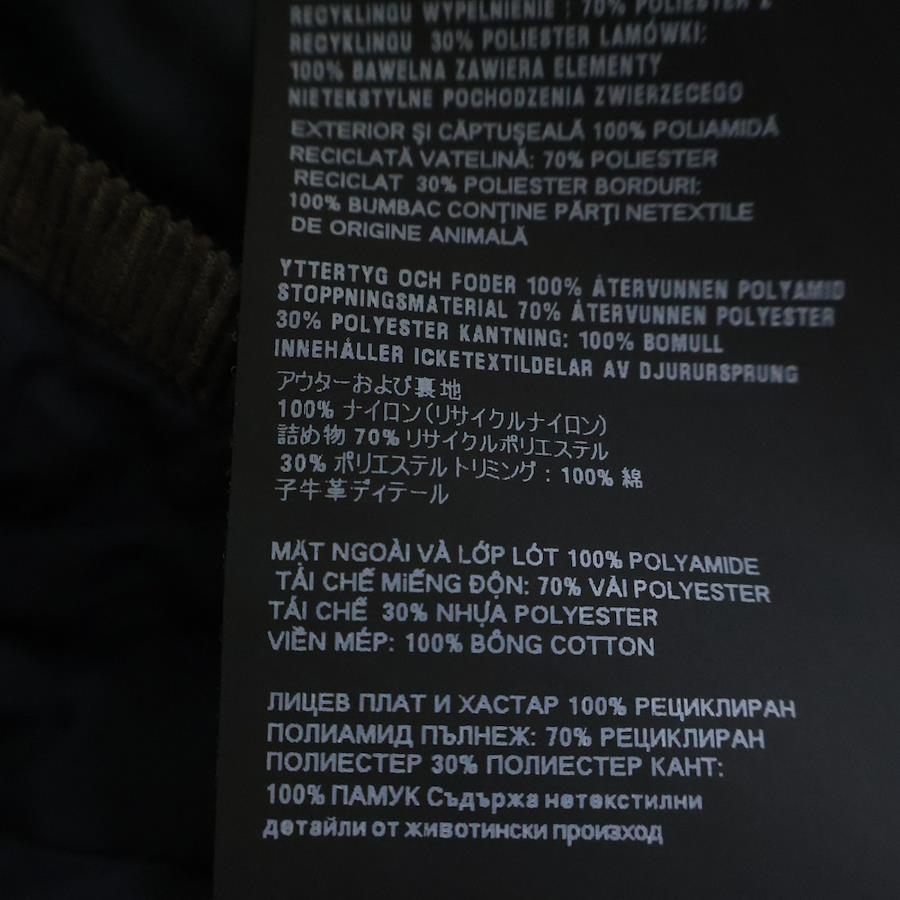 RECYKLINGU WYPEŁNIENIE : 70% POLIESTER Z
RECYKLINGU 30% POLIESTER LAMÓWKI:
100% BAWEŁNA ZAWIERA ELEMENTY
NIETEKSTYLNE POCHODZENIA ZWIERZĘCEGO
EXTERIOR ŞI CĂPTUŞEALĂ 100% POLIAMIDĂ
RECICLATĂ VATELINĂ: 70% POLIESTER
RECICLAT 30% POLIESTER BORDURI:
100% BUMBAC CONŢINE PĂRŢI NETEXTILE
DE ORIGINE ANIMALĂ
YTTERTYG OCH FODER 100% ÅTERVUNNEN POLYAMID
STOPPNINGSMATERIAL 70% ÅTERVUNNEN POLYESTER
30% POLYESTER KANTNING: 100% BOMULL
INNEHÅLLER ICKETEXTILDELAR AV DJURURSPRUNG
アウターおよび裏地
100% ナイロン(リサイクルナイロン)
詰め物 70% リサイクルポリエステル
30% ポリエステル トリミング : 100% 綿
子牛革ディテール
MẶT NGOÀI VÀ LỚP LÓT 100% POLYAMIDE
TÁI CHẾ MiẾNG ĐỘN: 70% VẢI POLYESTER
TÁI CHẾ 30% NHỰA POLYESTER
VIỀN MÉP: 100% BÔNG COTTON
ЛИЦЕВ ПЛАТ И ХАСТАР 100% РЕЦИКЛИРАН
ПОЛИАМИД ПЪЛНЕЖ: 70% РЕЦИКЛИРАН
ПОЛИЕСТЕР 30% ПОЛИЕСТЕР КАНТ:
100% ПАМУК Съдържа нетекстилни
детайли от животински произход